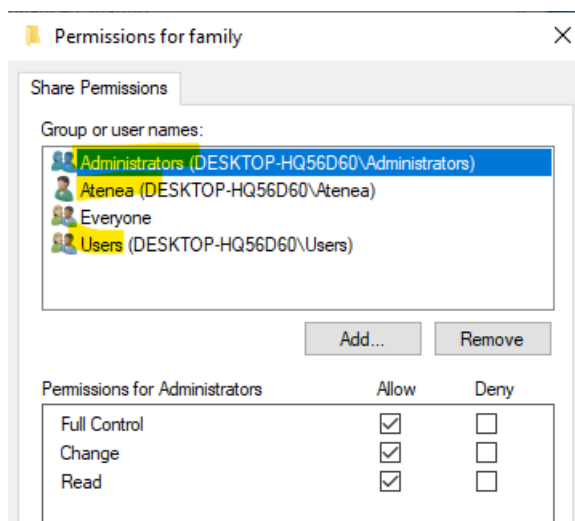 Permissions for family
Share Permissions
Group or user names:
Administrators (DESKTOP-HQ56D60\Administrators)
Atenea (DESKTOP-HQ56D60\Atenea)
Everyone
Users (DESKTOP-HQ56D60\Users)
Add... Remove
Permissions for Administrators Allow Deny
Full Control
Change
Read